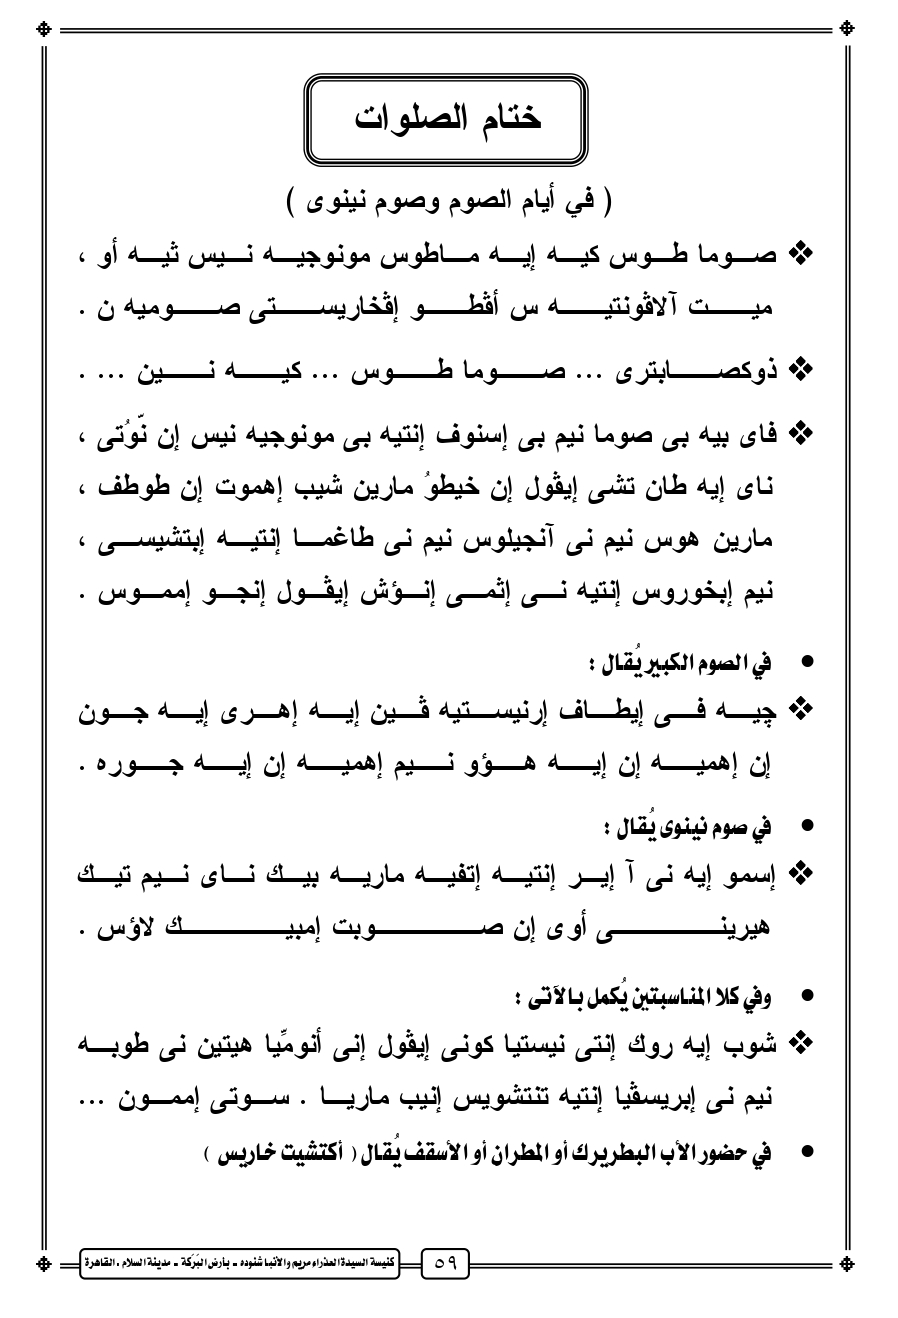 ختام الصلوات
( في أيام الصوم وصوم نينوى )
❖ صوما طوس كيه إيه ماطوس مونوجيه نيس ثيه أو ،
ميت آلاڤونتيه س أڤطو إڤخاريستى صوميه ن .
❖ ذوكصابترى ... صوما طوس ... كيه نين ... .
❖ فاى بيه بى صوما نيم بى إسنوف إنتيه بى مونوجيه نيس إن نّوُتى ،
ناى إيه طان تشى إيڤول إن خيطوُ مارين شيب إهموت إن طوطف ،
مارين هوس نيم نى آنجيلوس نيم نى طاغما إنتيه إبتشيسى ،
نيم إبخوروس إنتيه نى إثمى إنؤش إيڤول إنجو إمموس .
• في الصوم الكبير يُقال :
❖ چيه فى إيطاف إرنيستيه ڤين إيه إهرى إيه جون
إن إهميه إن إيه هؤو نيم إهميه إن إيه جوره .
• في صوم نينوى يُقال :
❖ إسمو إيه نى آ إير إنتيه إتفيه ماريه بيك ناى نيم تيك
هيرينى أوى إن صوبت إمبيك لاؤس .
• وفي كلا المناسبتين يُكمل بالآتى :
❖ شوب إيه روك إنتى نيستيا كونى إيڤول إنى أنومِّيا هيتين نى طوبه
نيم نى إبريسڤيا إنتيه تنتشويس إنيب ماريا . سوتى إممون ...
• في حضور الأب البطريرك أو المطران أو الأسقف يُقال ( أكتشيت خاريس )
٥٩
كنيسة السيدة العذراء مريم والأنبا شنوده - بأرض البَرَكة - مدينة السلام . القاهرة